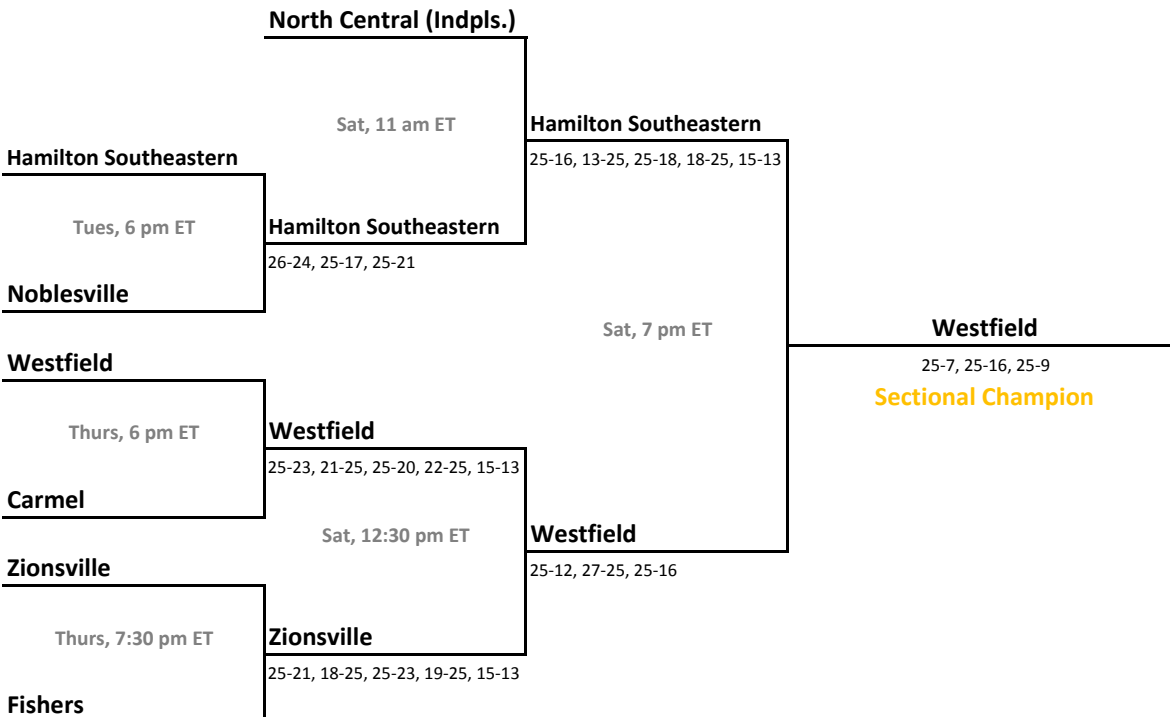 North Central (Indpls.)
Sat, 11 am ET
Hamilton Southeastern
Hamilton Southeastern
25-16, 13-25, 25-18, 18-25, 15-13
Tues, 6 pm ET
Hamilton Southeastern
26-24, 25-17, 25-21
Noblesville
Sat, 7 pm ET
Westfield
Westfield
25-7, 25-16, 25-9
Sectional Champion
Thurs, 6 pm ET
Westfield
25-23, 21-25, 25-20, 22-25, 15-13
Carmel
Sat, 12:30 pm ET
Westfield
Zionsville
25-12, 27-25, 25-16
Thurs, 7:30 pm ET
Zionsville
25-21, 18-25, 25-23, 19-25, 15-13
Fishers